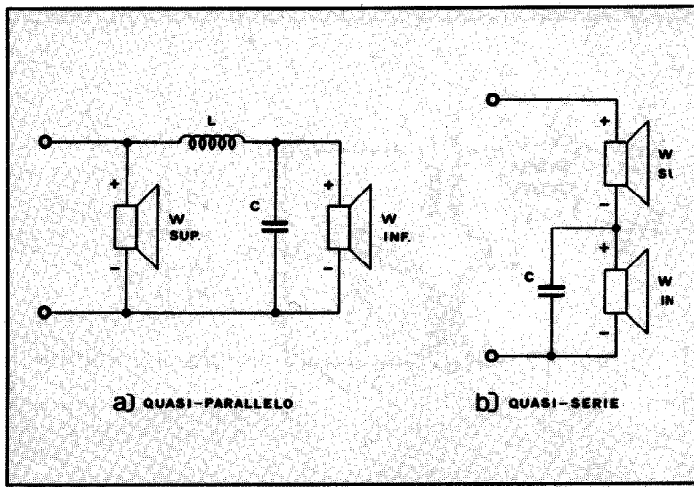 L
+
W
SUP.
-
C
+
W
INF.
-
+
W
-
C
+
W
-
a) QUASI-PARALLELO
b) QUASI-SERIE